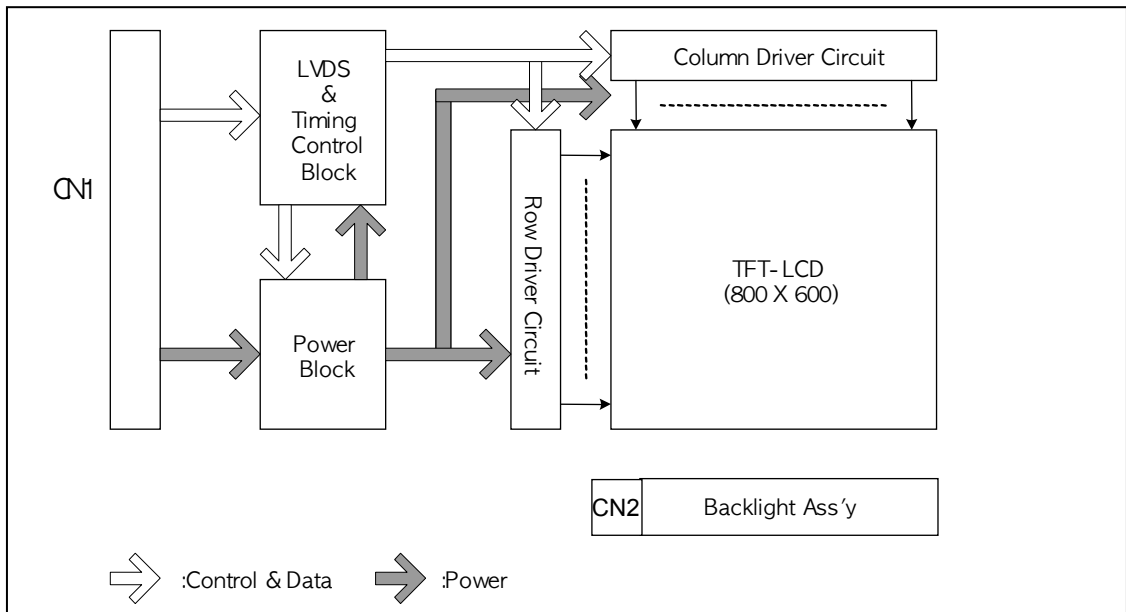 CN1
LVDS
&
Timing
Control
Block
Column Driver Circuit
Row Driver Circuit
TFT-LCD
(800 X 600)
Power
Block
CN2
Backlight Ass'y
:Control & Data
:Power